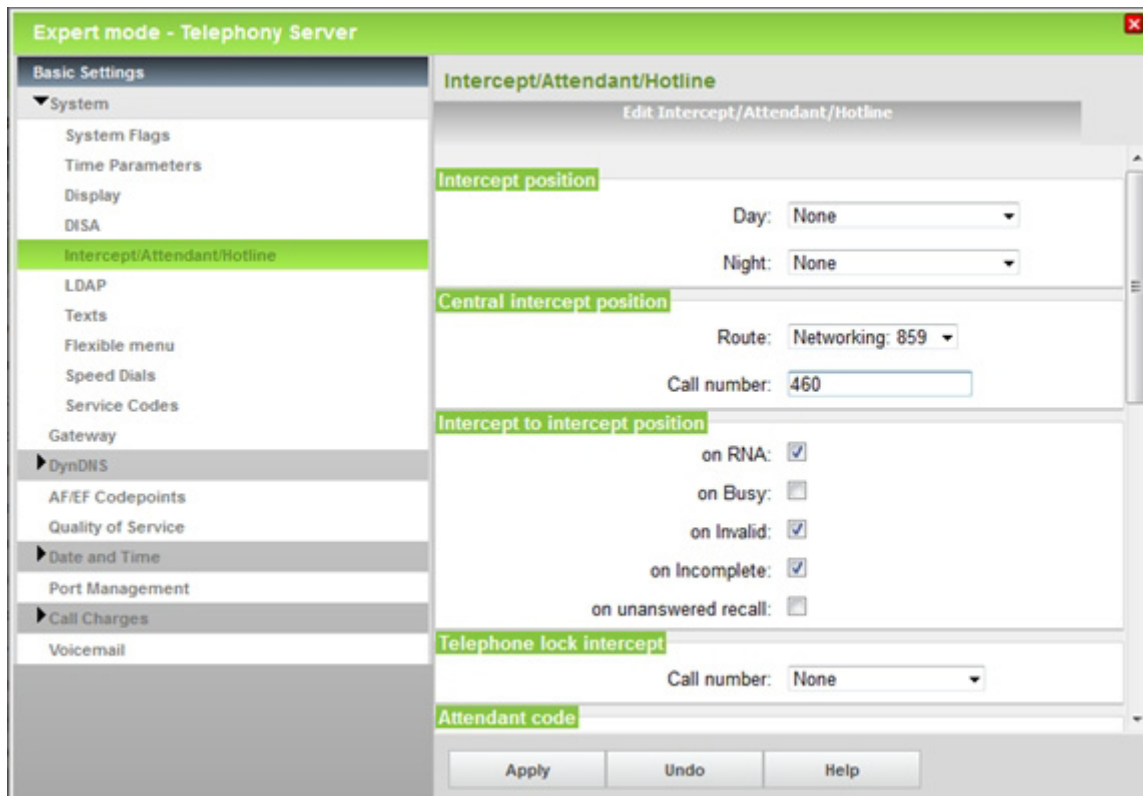 Expert mode - Telephony Server
Basic Settings
System
System Flags
Time Parameters
Display
DISA
Intercept/Attendant/Hotline
LDAP
Texts
Flexible menu
Speed Dials
Service Codes
Gateway
DynDNS
AF/EF Codepoints
Quality of Service
Date and Time
Port Management
Call Charges
Voicemail
Intercept/Attendant/Hotline
Edit Intercept/Attendant/Hotline
Intercept position
Day: None
Night: None
Central intercept position
Route: Networking: 859
Call number: 460
Intercept to intercept position
on RNA:
on Busy:
on Invalid:
on Incomplete:
on unanswered recall:
Telephone lock intercept
Call number: None
Attendant code
Apply Undo Help